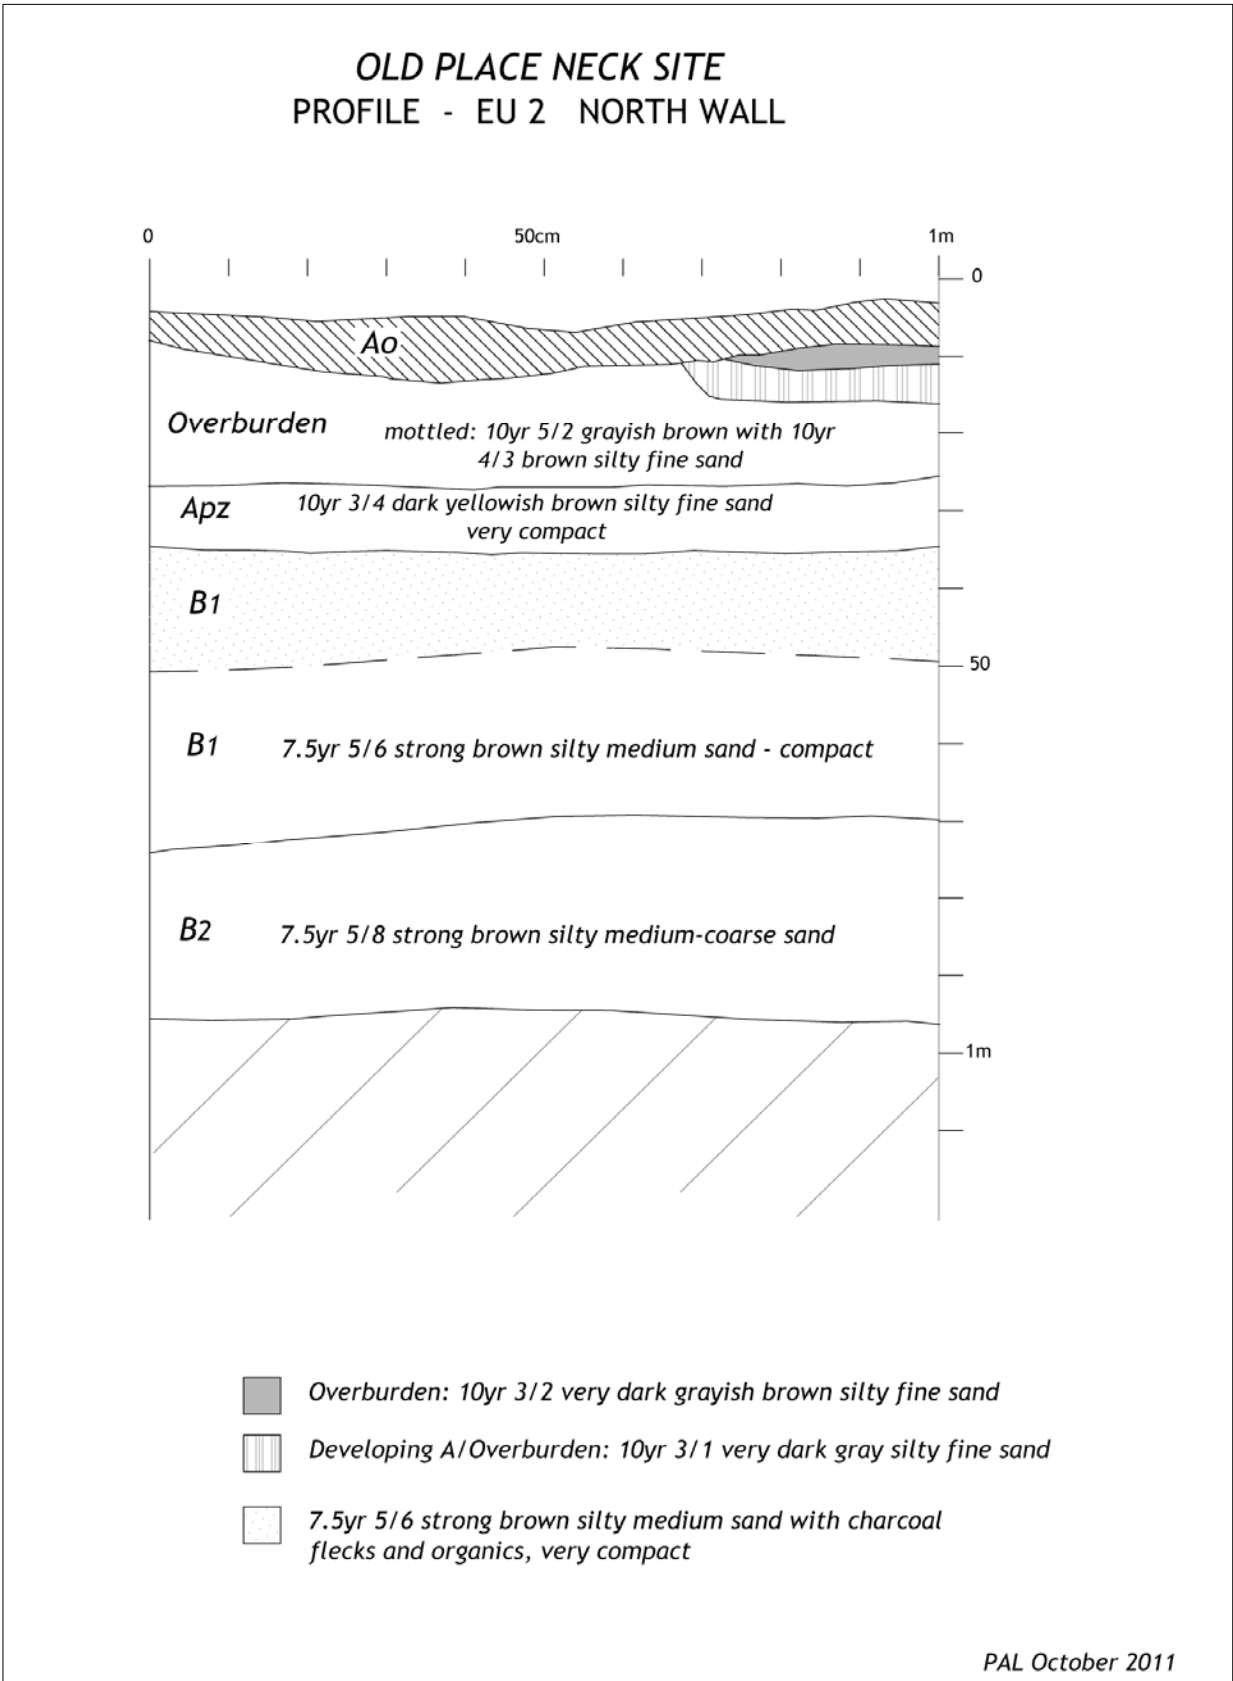 OLD PLACE NECK SITE
PROFILE - EU 2 NORTH WALL
0 50cm 1m
0
Ao
Overburden
mottled: 10yr 5/2 grayish brown with 10yr
4/3 brown silty fine sand
Apz
10yr 3/4 dark yellowish brown silty fine sand
very compact
B1
50
B1 7.5yr 5/6 strong brown silty medium sand - compact
B2 7.5yr 5/8 strong brown silty medium-coarse sand
1m
Overburden: 10yr 3/2 very dark grayish brown silty fine sand
Developing A/Overburden: 10yr 3/1 very dark gray silty fine sand
7.5yr 5/6 strong brown silty medium sand with charcoal
flecks and organics, very compact
PAL October 2011